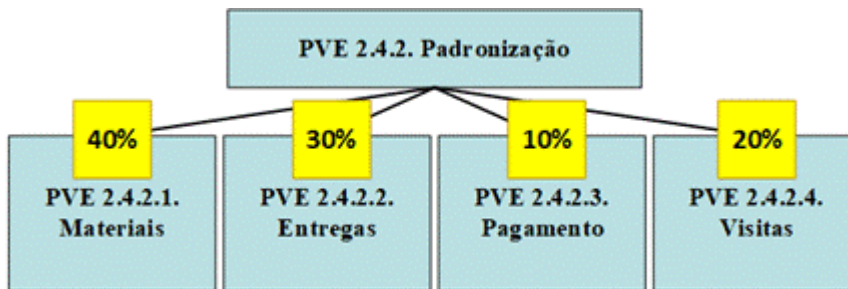 PVE 2.4.2. Padronização
40%
30%
10%
20%
PVE 2.4.2.1.
Materiais
PVE 2.4.2.2.
Entregas
PVE 2.4.2.3.
Pagamento
PVE 2.4.2.4.
Visitas